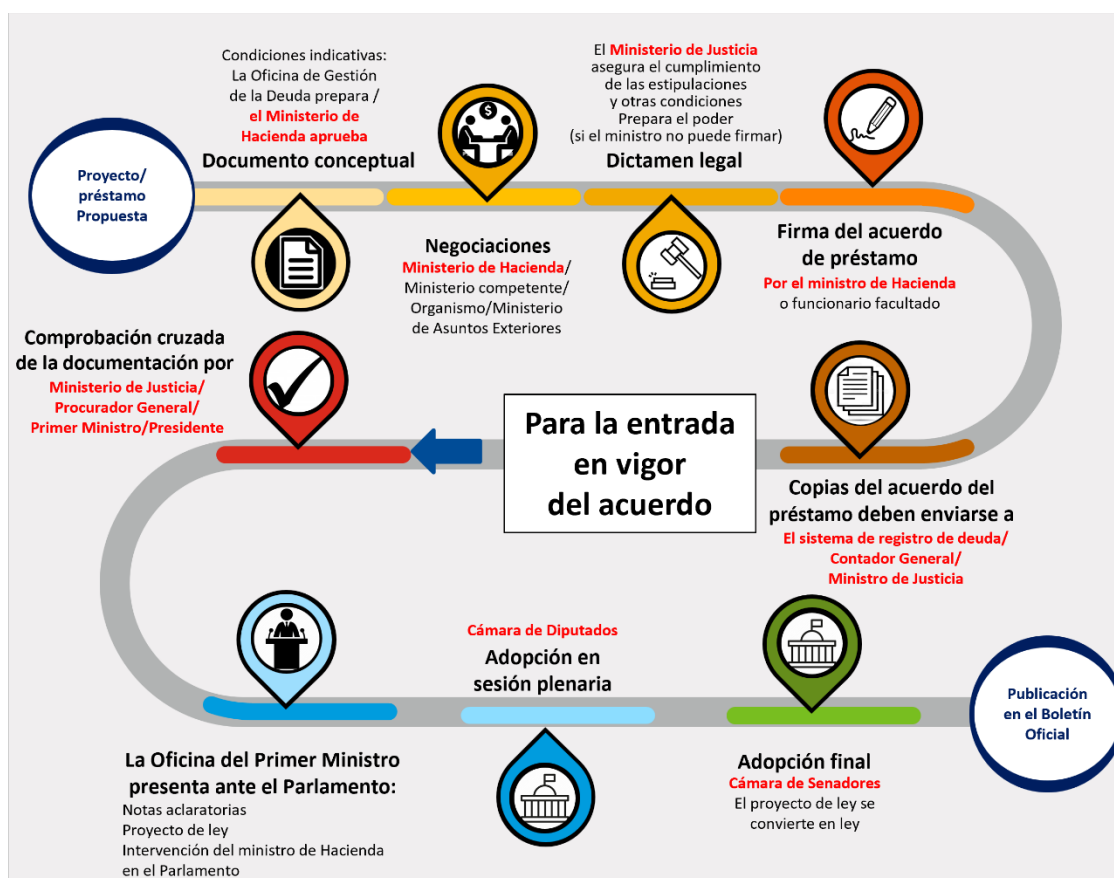 Proyecto/
préstamo
Propuesta
Condiciones indicativas:
La Oficina de Gestión
de la Deuda prepara /
el Ministerio de
Hacienda aprueba
Documento conceptual
$
Negociaciones
Ministerio de Hacienda/
Ministerio competente/
Organismo/Ministerio
de Asuntos Exteriores
El Ministerio de Justicia
asegura el cumplimiento
de las estipulaciones
y otras condiciones
Prepara el poder
(si el ministro no puede firmar)
Dictamen legal
Firma del acuerdo
de préstamo
Por el ministro de Hacienda
o funcionario facultado
Copias del acuerdo del
préstamo deben enviarse a
El sistema de registro de deuda/
Contador General/
Ministro de Justicia
Para la entrada
en vigor
del acuerdo
Comprobación cruzada
de la documentación por
Ministerio de Justicia/
Procurador General/
Primer Ministro/Presidente
La Oficina del Primer Ministro
presenta ante el Parlamento:
Notas aclaratorias
Proyecto de ley
Intervención del ministro de Hacienda
en el Parlamento
Cámara de Diputados
Adopción en
sesión plenaria
Adopción final
Cámara de Senadores
El proyecto de ley se
convierte en ley
Publicación
en el Boletín
Oficial